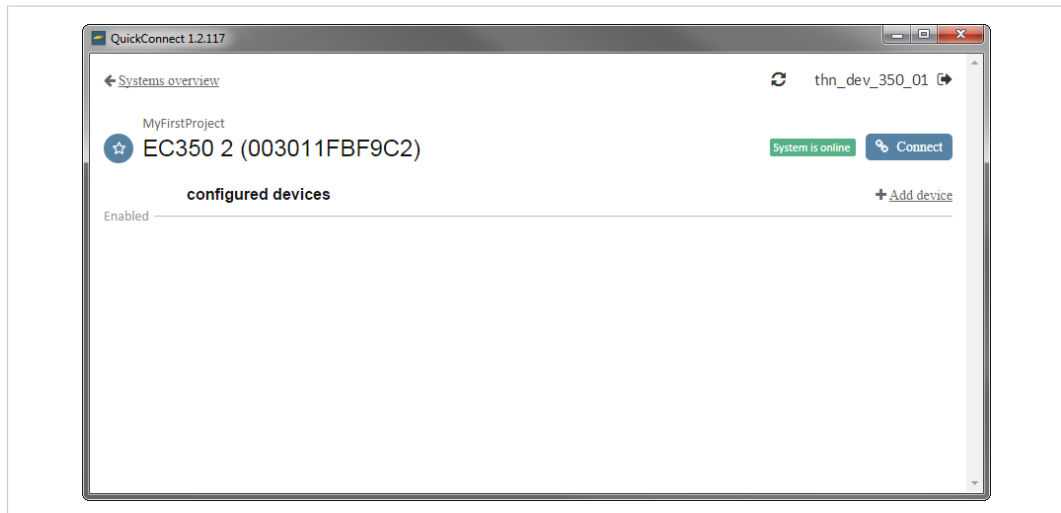 QuickConnect 1.2.117
Systems overview
thn_dev_350_01
MyFirstProject
EC350 2 (003011FBF9C2)
System is online
Connect
configured devices
Add device
Enabled